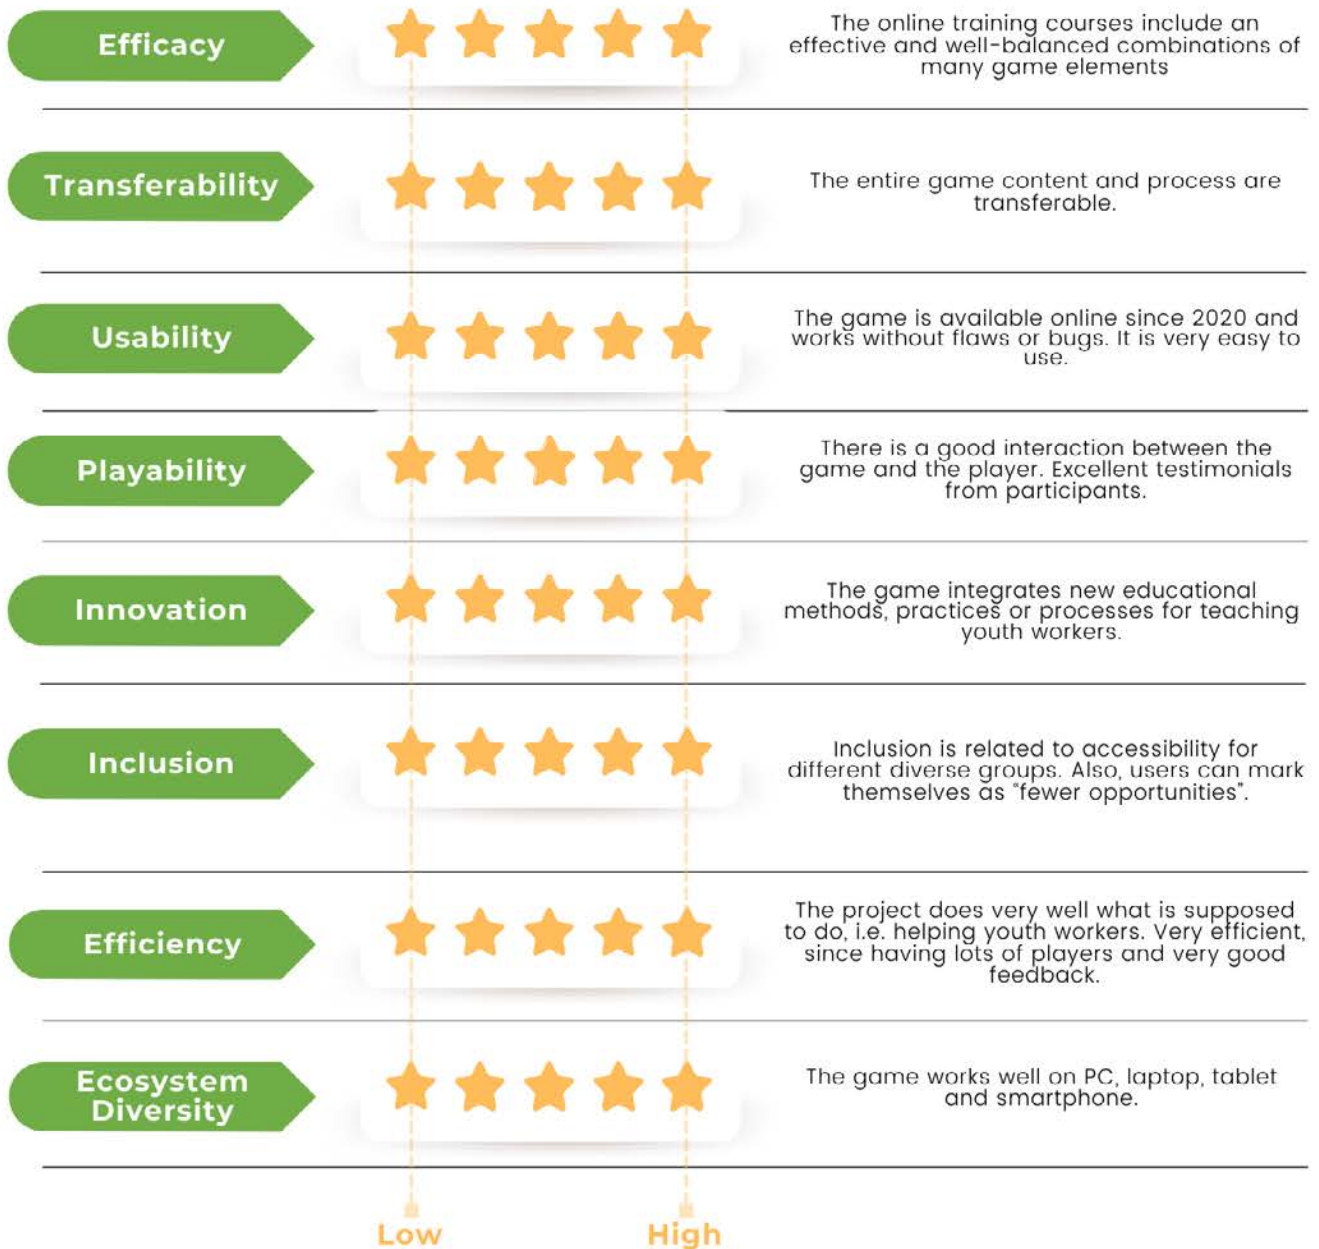 Efficacy
The online training courses include an
effective and well-balanced combinations of
many game elements
Transferability
The entire game content and process are
transferable.
Usability
The game is available online since 2020 and
works without flaws or bugs. It is very easy to
use.
Playability
There is a good interaction between the
game and the player. Excellent testimonials
from participants.
Innovation
The game integrates new educational
methods, practices or processes for teaching
youth workers.
Inclusion
Inclusion is related to accessibility for
different diverse groups. Also, users can mark
themselves as “fewer opportunities”.
Efficiency
The project does very well what is supposed
to do, i.e. helping youth workers. Very efficient,
since having lots of players and very good
feedback.
Ecosystem
Diversity
The game works well on PC, laptop, tablet
and smartphone.
Low
High